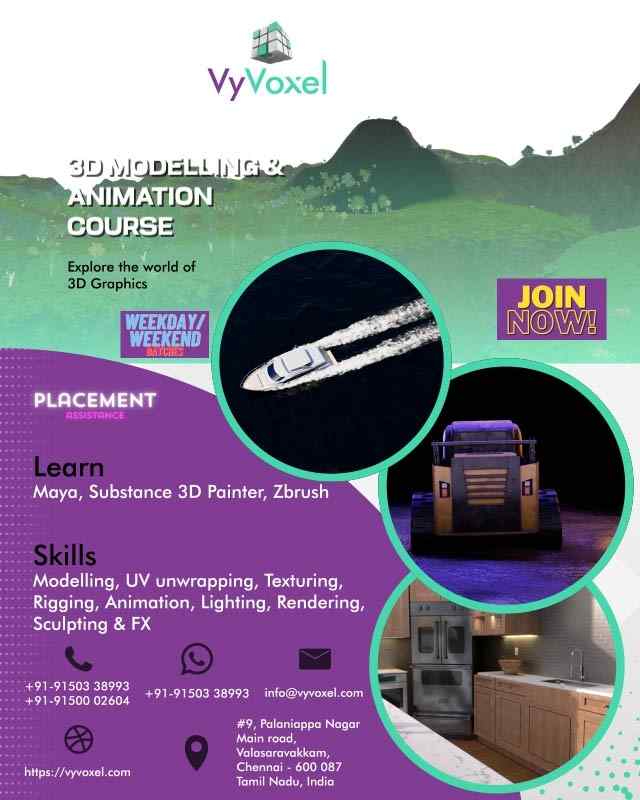 VyVoxel
3D MODELLING &
ANIMATION
COURSE
Explore the world of
3D Graphics
WEEKDAY/
WEEKEND
BATCHES
JOIN
NOW!
PLACEMENT
ASSISTANCE
Learn
Maya, Substance 3D Painter, Zbrush
Skills
Modelling, UV unwrapping, Texturing,
Rigging, Animation, Lighting, Rendering,
Sculpting & FX
+91-91503 38993
+91-91500 02604
+91-91503 38993
info@vyvoxel.com
https://vyvoxel.com
#9, Palaniappa Nagar
Main road,
Valasaravakkam,
Chennai - 600 087
Tamil Nadu, India